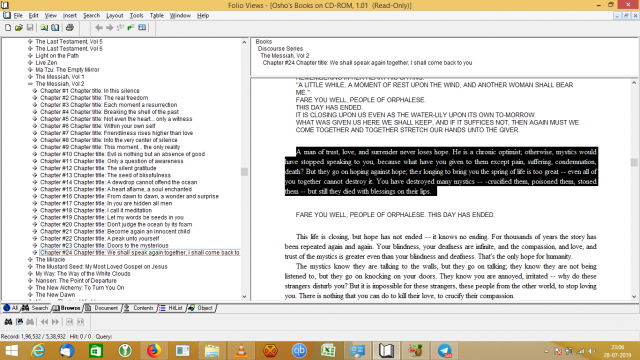 Folio Views - [Osho's Books on CD-ROM, 1.01 (Read-Only)]
File Edit View Search Layout Tools Table Window Help
The Last Testament, Vol 5
The Last Testament, Vol 6
Light on the Path
Live Zen
Ma Tzu: The Empty Mirror
The Messiah, Vol 1
The Messiah, Vol 2
Chapter #1 Chapter title: In this silence
Chapter #2 Chapter title: The real freedom
Chapter #3 Chapter title: Each moment a resurrection
Chapter #4 Chapter title: Breaking the shell of the past
Chapter #5 Chapter title: Not even the heart... only a witness
Chapter #6 Chapter title: Within your own self
Chapter #7 Chapter title: Friendliness rises higher than love
Chapter #8 Chapter title: Into the very center of silence
Chapter #9 Chapter title: This moment... the only reality
Chapter #10 Chapter title: Evil is nothing but an absence of good
Chapter #11 Chapter title: Only a question of awareness
Chapter #12 Chapter title: The silent gratitude
Chapter #13 Chapter title: The seed of blissfulness
Chapter #14 Chapter title: A dewdrop cannot offend the ocean
Chapter #15 Chapter title: A heart aflame, a soul enchanted
Chapter #16 Chapter title: From dawn to dawn, a wonder and surprise
Chapter #17 Chapter title: In you are hidden all men
Chapter #18 Chapter title: I call it meditation
Chapter #19 Chapter title: Let my words be seeds in you
Chapter #20 Chapter title: Don't judge the ocean by its foam
Chapter #21 Chapter title: Become again an innocent child
Chapter #22 Chapter title: A peak unto yourself
Chapter #23 Chapter title: Doors to the mysterious
Chapter #24 Chapter title: We shall speak again together, I shall come back to
The Miracle
The Mustard Seed: My Most Loved Gospel on Jesus
My Way: The Way of the White Clouds
Nansen: The Point of Departure
The New Alchemy: To Turn You On
The New Dawn
Books
Discourse Series
The Messiah, Vol 2
Chapter #24 Chapter title: We shall speak again together, I shall come back to you
"A LITTLE WHILE, A MOMENT OF REST UPON THE WIND, AND ANOTHER WOMAN SHALL BEAR
ME."
FARE YOU WELL, PEOPLE OF ORPHALESE.
THIS DAY HAS ENDED.
IT IS CLOSING UPON US EVEN AS THE WATER-LILY UPON ITS OWN TO-MORROW.
WHAT WAS GIVEN US HERE WE SHALL KEEP, AND IF IT SUFFICES NOT, THEN AGAIN MUST WE
COME TOGETHER AND TOGETHER STRETCH OUR HANDS UNTO THE GIVER.
A man of trust, love, and surrender never loses hope. He is a chronic optimist; otherwise, mystics would
have stopped speaking to you, because what have you given to them except pain, suffering, condemnation,
death? But they go on hoping against hope; their longing to bring you the spring of life is too great -- even all of
you together cannot destroy it. You have destroyed many mystics -- -crucified them, poisoned them, stoned
them -- but still they died with blessings on their lips.
FARE YOU WELL, PEOPLE OF ORPHALESE. THIS DAY HAS ENDED.
This life is closing, but hope has not ended -- it knows no ending. For thousands of years the story has
been repeated again and again. Your blindness, your deafness are infinite, and the compassion, and love, and
trust of the mystics is greater even than your blindness and deafness. That's the only hope for humanity.
The mystics know they are talking to the walls, but they go on talking; they know they are not being
listened to, but they go on knocking on your doors. They know you are annoyed, irritated -- why do these
strangers disturb you? But it is impossible for these strangers, these people from the other world, to stop loving
you. There is nothing that you can do to kill their love, to crucify their compassion.
All Search Browse Document Contents HitList Object
Record: 1,96,532 / 5,38,932 Hit: 0 / 0 Query:
23:06
28-07-2019